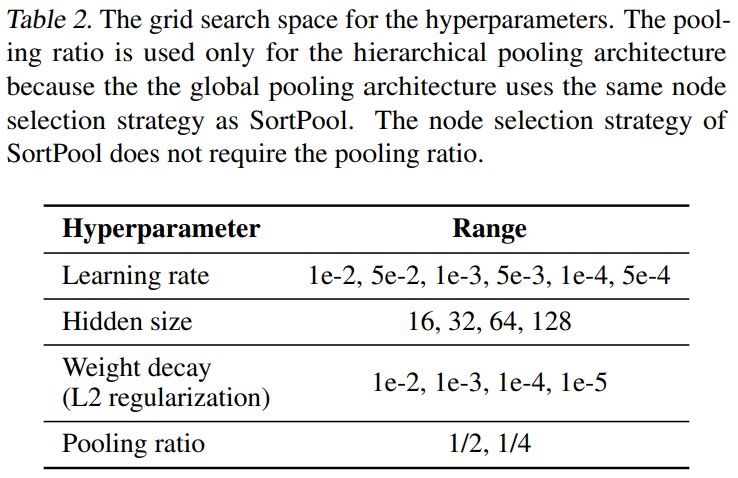 Table 2. The grid search space for the hyperparameters. The pool-
ing ratio is used only for the hierarchical pooling architecture
because the the global pooling architecture uses the same node
selection strategy as SortPool. The node selection strategy of
SortPool does not require the pooling ratio.
Hyperparameter Range
Learning rate 1e-2, 5e-2, 1e-3, 5e-3, 1e-4, 5e-4
Hidden size 16, 32, 64, 128
Weight decay
(L2 regularization) 1e-2, 1e-3, 1e-4, 1e-5
Pooling ratio 1/2, 1/4